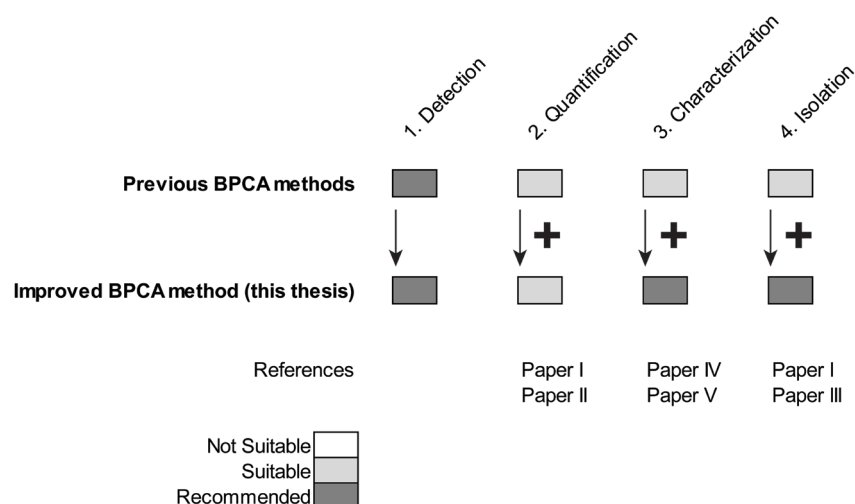 1. Detection
2. Quantification
3. Characterization
4. Isolation
Previous BPCA methods
+ + +
Improved BPCA method (this thesis)
References
Paper I Paper IV Paper I
Paper II Paper V Paper III
Not Suitable
Suitable
Recommended